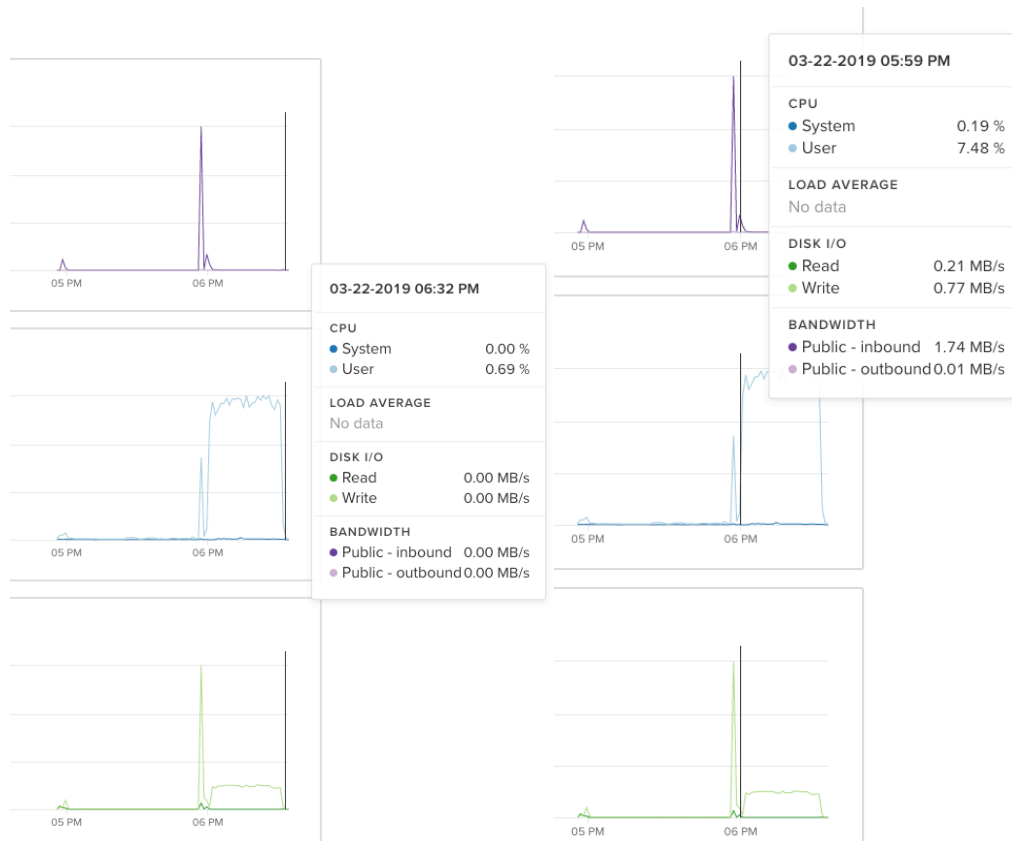 05 PM 06 PM
03-22-2019 06:32 PM
CPU
System 0.00 %
User 0.69 %
LOAD AVERAGE
No data
DISK I/O
Read 0.00 MB/s
Write 0.00 MB/s
BANDWIDTH
Public - inbound 0.00 MB/s
Public - outbound 0.00 MB/s
05 PM 06 PM
05 PM 06 PM
03-22-2019 05:59 PM
CPU
System 0.19 %
User 7.48 %
LOAD AVERAGE
No data
DISK I/O
Read 0.21 MB/s
Write 0.77 MB/s
BANDWIDTH
Public - inbound 1.74 MB/s
Public - outbound 0.01 MB/s
05 PM 06 PM
05 PM 06 PM
05 PM 06 PM